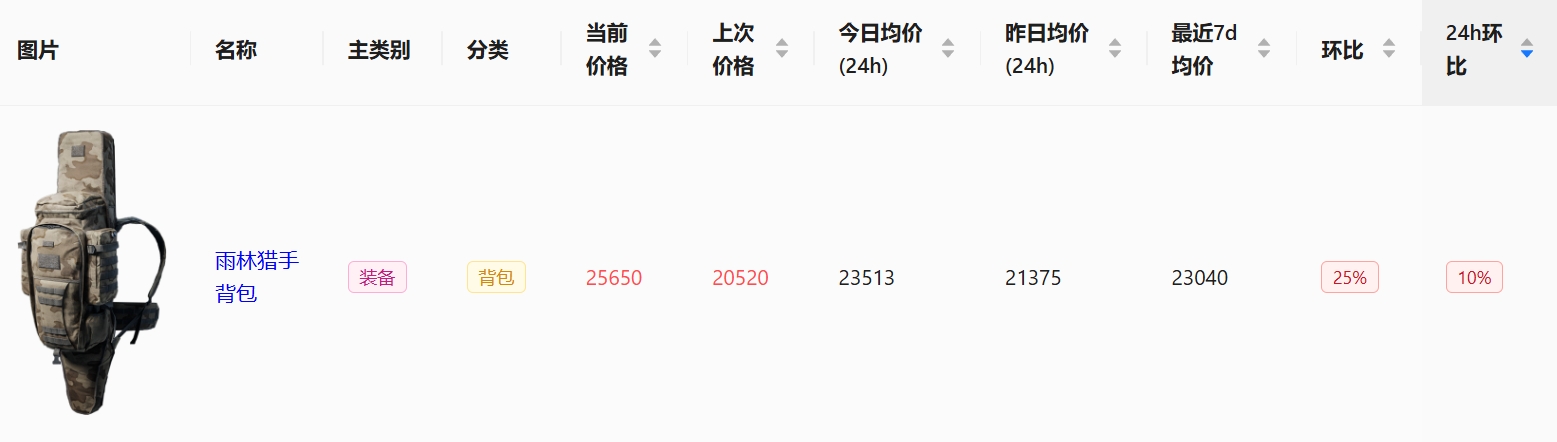 图片
名称
主类别
分类
当前
价格
上次
价格
今日均价
(24h)
昨日均价
(24h)
最近7d
均价
环比
24h环
比
雨林猎手
背包
装备
背包
25650
20520
23513
21375
23040
25%
10%